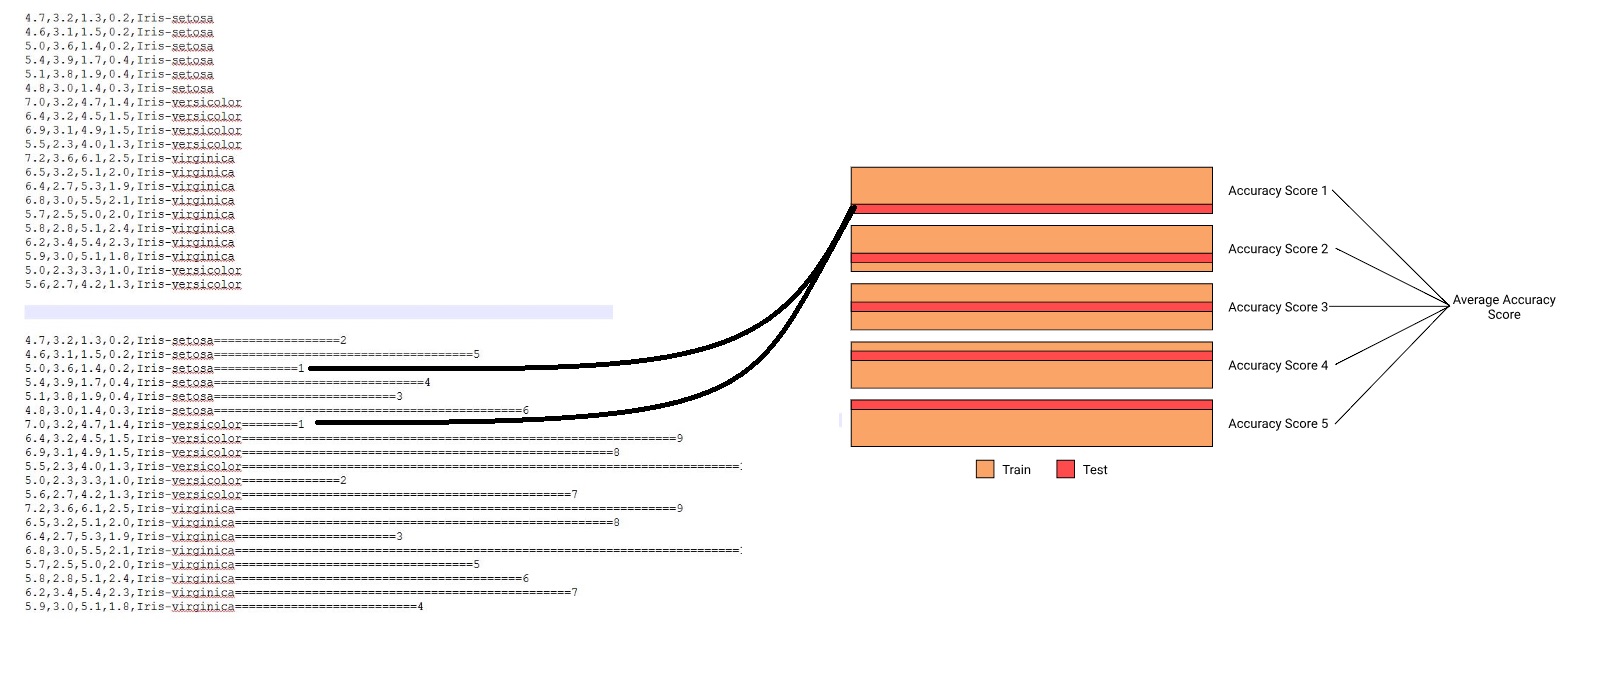 4.7,3.2,1.3,0.2,Iris-setosa
4.6,3.1,1.5,0.2,Iris-setosa
5.0,3.6,1.4,0.2,Iris-setosa
5.4,3.9,1.7,0.4,Iris-setosa
5.1,3.8,1.9,0.4,Iris-setosa
4.8,3.0,1.4,0.3,Iris-setosa
7.0,3.2,4.7,1.4,Iris-versicolor
6.4,3.2,4.5,1.5,Iris-versicolor
6.9,3.1,4.9,1.5,Iris-versicolor
5.5,2.3,4.0,1.3,Iris-versicolor
7.2,3.6,6.1,2.5,Iris-virginica
6.5,3.2,5.1,2.0,Iris-virginica
6.4,2.7,5.3,1.9,Iris-virginica
6.8,3.0,5.5,2.1,Iris-virginica
5.7,2.5,5.0,2.0,Iris-virginica
5.8,2.8,5.1,2.4,Iris-virginica
6.2,3.4,5.4,2.3,Iris-virginica
5.9,3.0,5.1,1.8,Iris-virginica
5.0,2.3,3.3,1.0,Iris-versicolor
5.6,2.7,4.2,1.3,Iris-versicolor
4.7,3.2,1.3,0.2,Iris-setosa==================2
4.6,3.1,1.5,0.2,Iris-setosa=====================================5
5.0,3.6,1.4,0.2,Iris-setosa============1
5.4,3.9,1.7,0.4,Iris-setosa==============================4
5.1,3.8,1.9,0.4,Iris-setosa==========================3
4.8,3.0,1.4,0.3,Iris-setosa============================================6
7.0,3.2,4.7,1.4,Iris-versicolor========1
6.4,3.2,4.5,1.5,Iris-versicolor==============================================================9
6.9,3.1,4.9,1.5,Iris-versicolor=====================================================8
5.5,2.3,4.0,1.3,Iris-versicolor=======================================================================
5.0,2.3,3.3,1.0,Iris-versicolor==============2
5.6,2.7,4.2,1.3,Iris-versicolor===============================================7
7.2,3.6,6.1,2.5,Iris-virginica===============================================================9
6.5,3.2,5.1,2.0,Iris-virginica======================================================8
6.4,2.7,5.3,1.9,Iris-virginica=======================3
6.8,3.0,5.5,2.1,Iris-virginica========================================================================
5.7,2.5,5.0,2.0,Iris-virginica==================================5
5.8,2.8,5.1,2.4,Iris-virginica=========================================6
6.2,3.4,5.4,2.3,Iris-virginica================================================7
5.9,3.0,5.1,1.8,Iris-virginica==========================4
Accuracy Score 1
Accuracy Score 2
Accuracy Score 3
Accuracy Score 4
Accuracy Score 5
Average Accuracy
Score
Train
Test